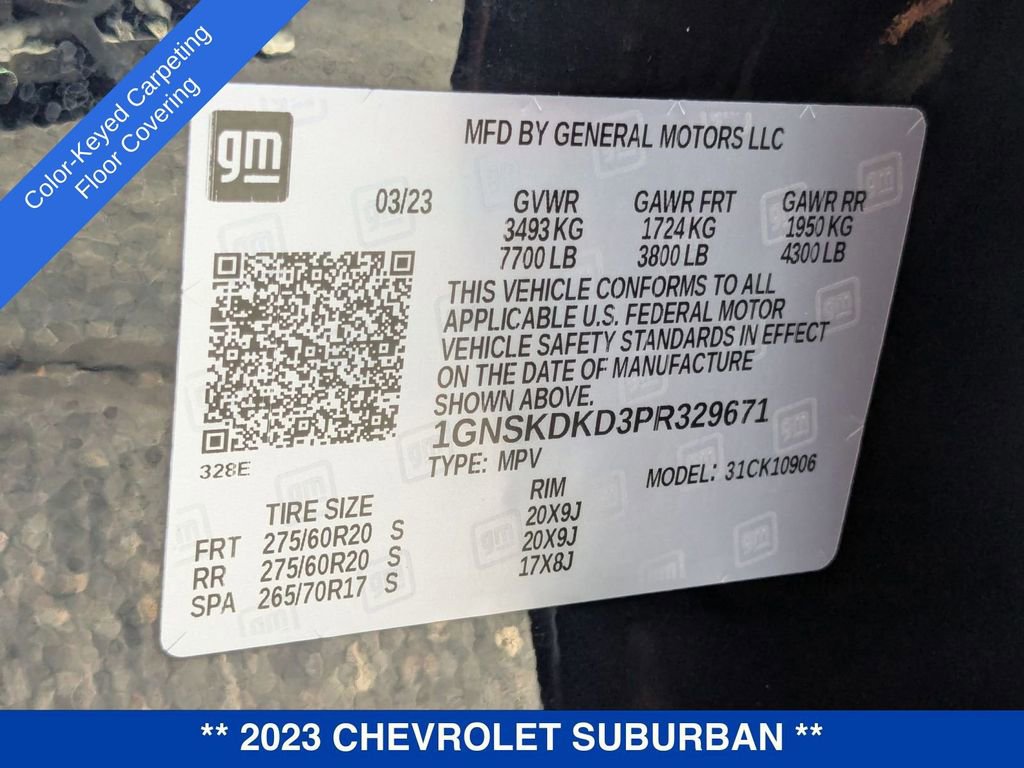 Color-Keyed Carpeting
Floor Covering
gm
MFD BY GENERAL MOTORS LLC
03/23 GVWR GAWR FRT GAWR RR
3493 KG 1724 KG 1950 KG
7700 LB 3800 LB 4300 LB
THIS VEHICLE CONFORMS TO ALL
APPLICABLE U.S. FEDERAL MOTOR
VEHICLE SAFETY STANDARDS IN EFFECT
ON THE DATE OF MANUFACTURE
SHOWN ABOVE.
1GNSKDKD3PR329671
328E
TYPE: MPV MODEL: 31CK10906
TIRE SIZE RIM
FRT 275/60R20 S 20X9J
RR 275/60R20 S 20X9J
SPA 265/70R17 S 17X8J
** 2023 CHEVROLET SUBURBAN **